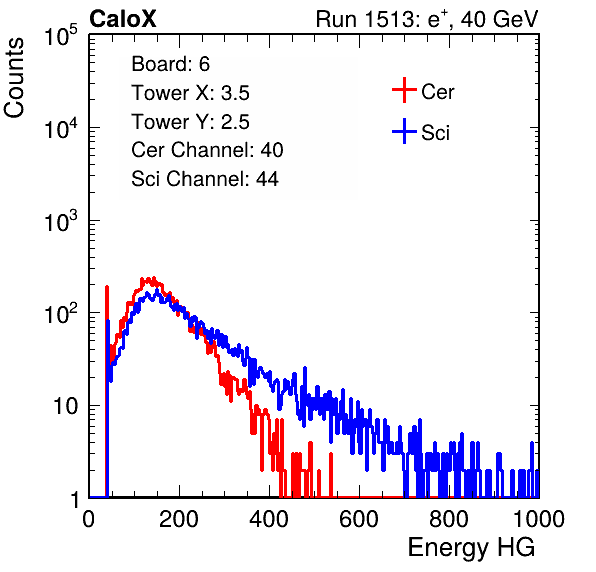 CaloX Run 1513: e⁺, 40 GeV
Counts
Board: 6
Tower X: 3.5
Tower Y: 2.5
Cer Channel: 40
Sci Channel: 44
Cer
Sci
10⁵
10⁴
10³
10²
10
1
0 200 400 600 800 1000
Energy HG